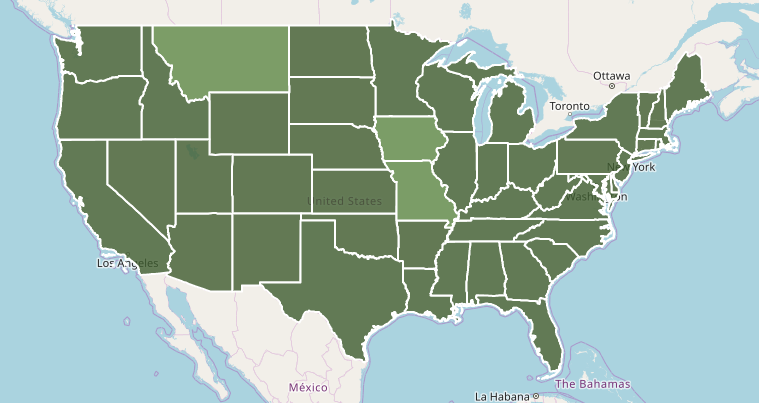 Ottawa
Toronto
New York
United States
Washington
Los Angeles
México
The Bahamas
La Habana